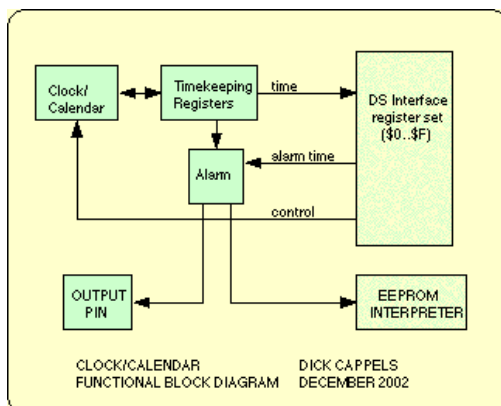 Clock/
Calendar
Timekeeping
Registers
time
DS Interface
register set
($0..$F)
Alarm
alarm time
control
OUTPUT
PIN
EEPROM
INTERPRETER
CLOCK/CALENDAR
FUNCTIONAL BLOCK DIAGRAM
DICK CAPPELS
DECEMBER 2002